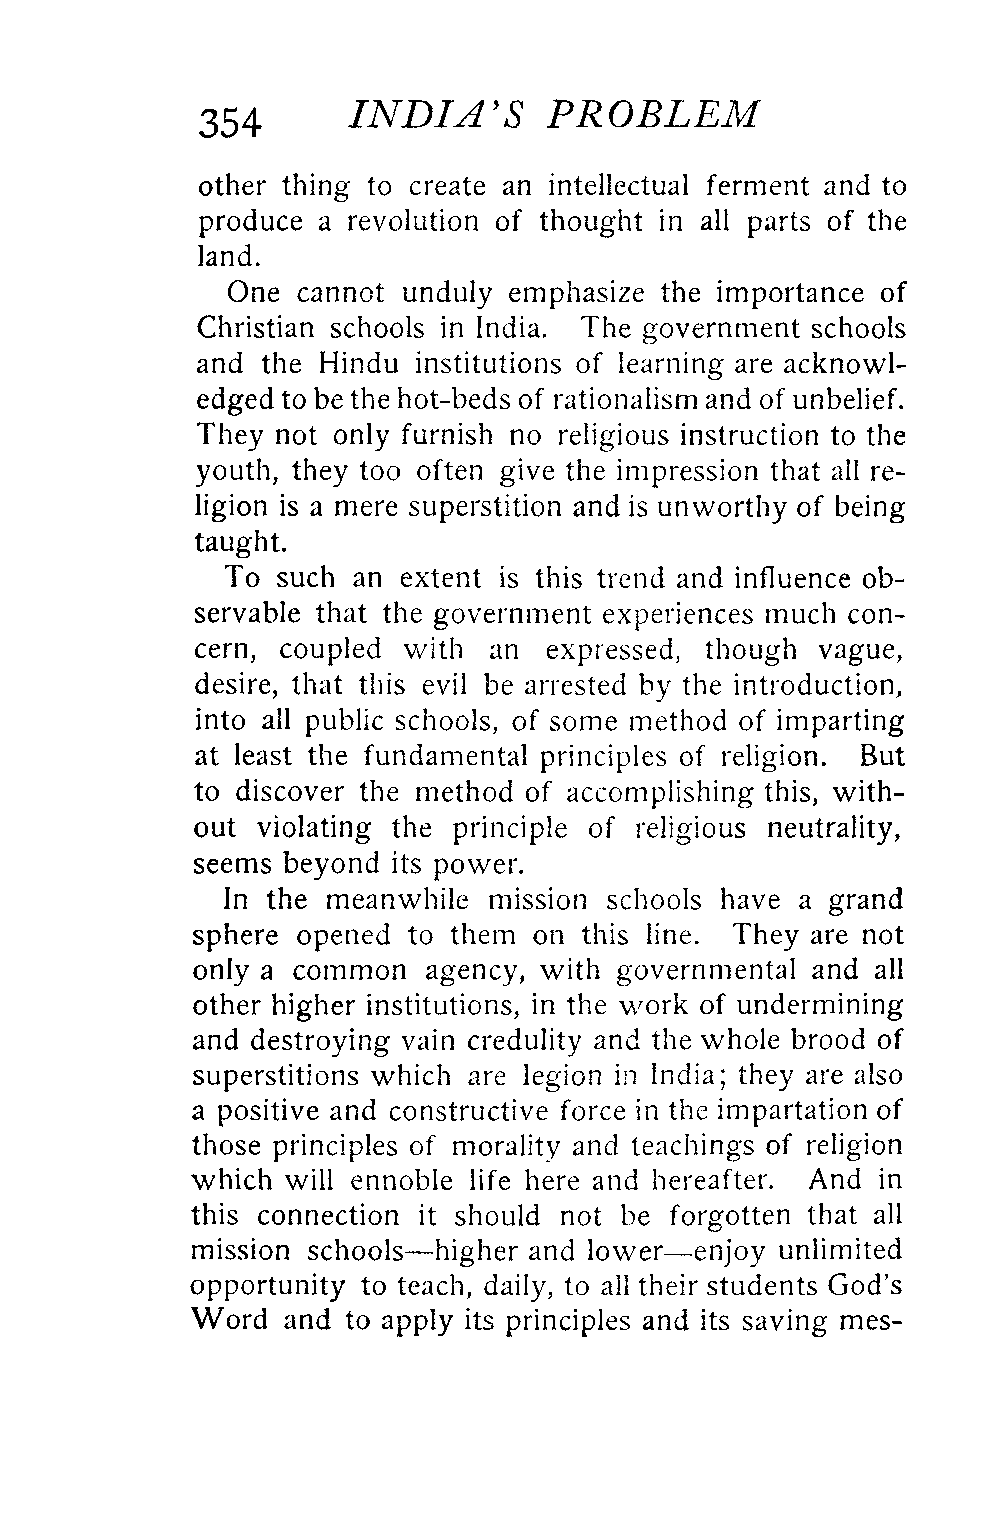 354 INDIA'S PROBLEM
other thing to create an intellectual ferment and to
produce a revolution of thought in all parts of the
land.
One cannot unduly emphasize the importance of
Christian schools in India. The government schools
and the Hindu institutions of learning are acknowl-
edged to be the hot-beds of rationalism and of unbelief.
They not only furnish no religious instruction to the
youth, they too often give the impression that all re-
ligion is a mere superstition and is unworthy of being
taught.
To such an extent is this trend and influence ob-
servable that the government experiences much con-
cern, coupled with an expressed, though vague,
desire, that this evil be arrested by the introduction,
into all public schools, of some method of imparting
at least the fundamental principles of religion. But
to discover the method of accomplishing this, with-
out violating the principle of religious neutrality,
seems beyond its power.
In the meanwhile mission schools have a grand
sphere opened to them on this line. They are not
only a common agency, with governmental and all
other higher institutions, in the work of undermining
and destroying vain credulity and the whole brood of
superstitions which are legion in India; they are also
a positive and constructive force in the impartation of
those principles of morality and teachings of religion
which will ennoble life here and hereafter. And in
this connection it should not be forgotten that all
mission schools—higher and lower—enjoy unlimited
opportunity to teach, daily, to all their students God's
Word and to apply its principles and its saving mes-